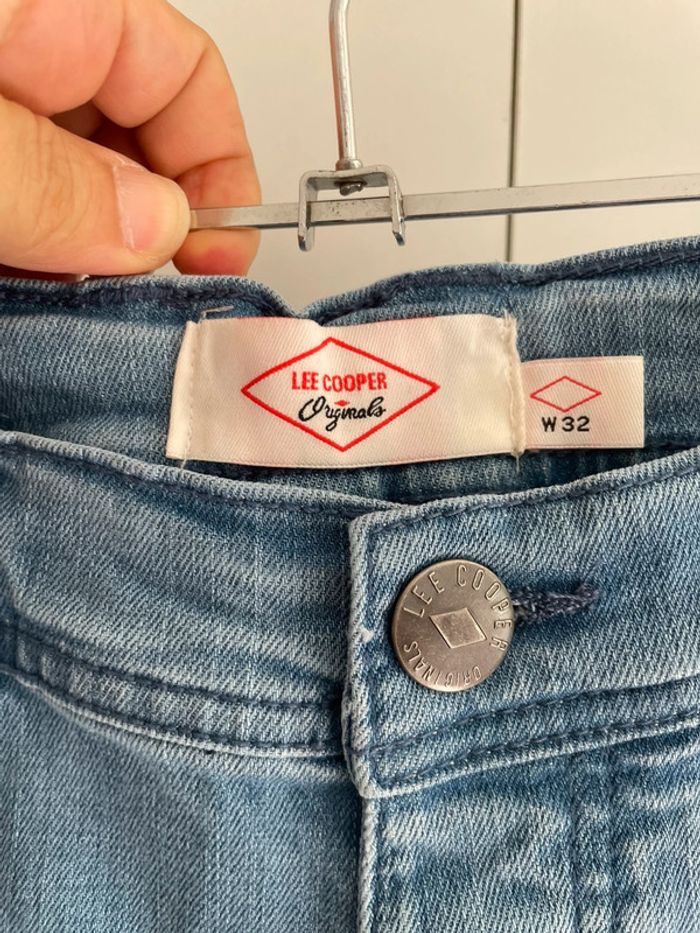 LEE COOPER
Originals
W 32
LEE COOPER
ORIGINALS